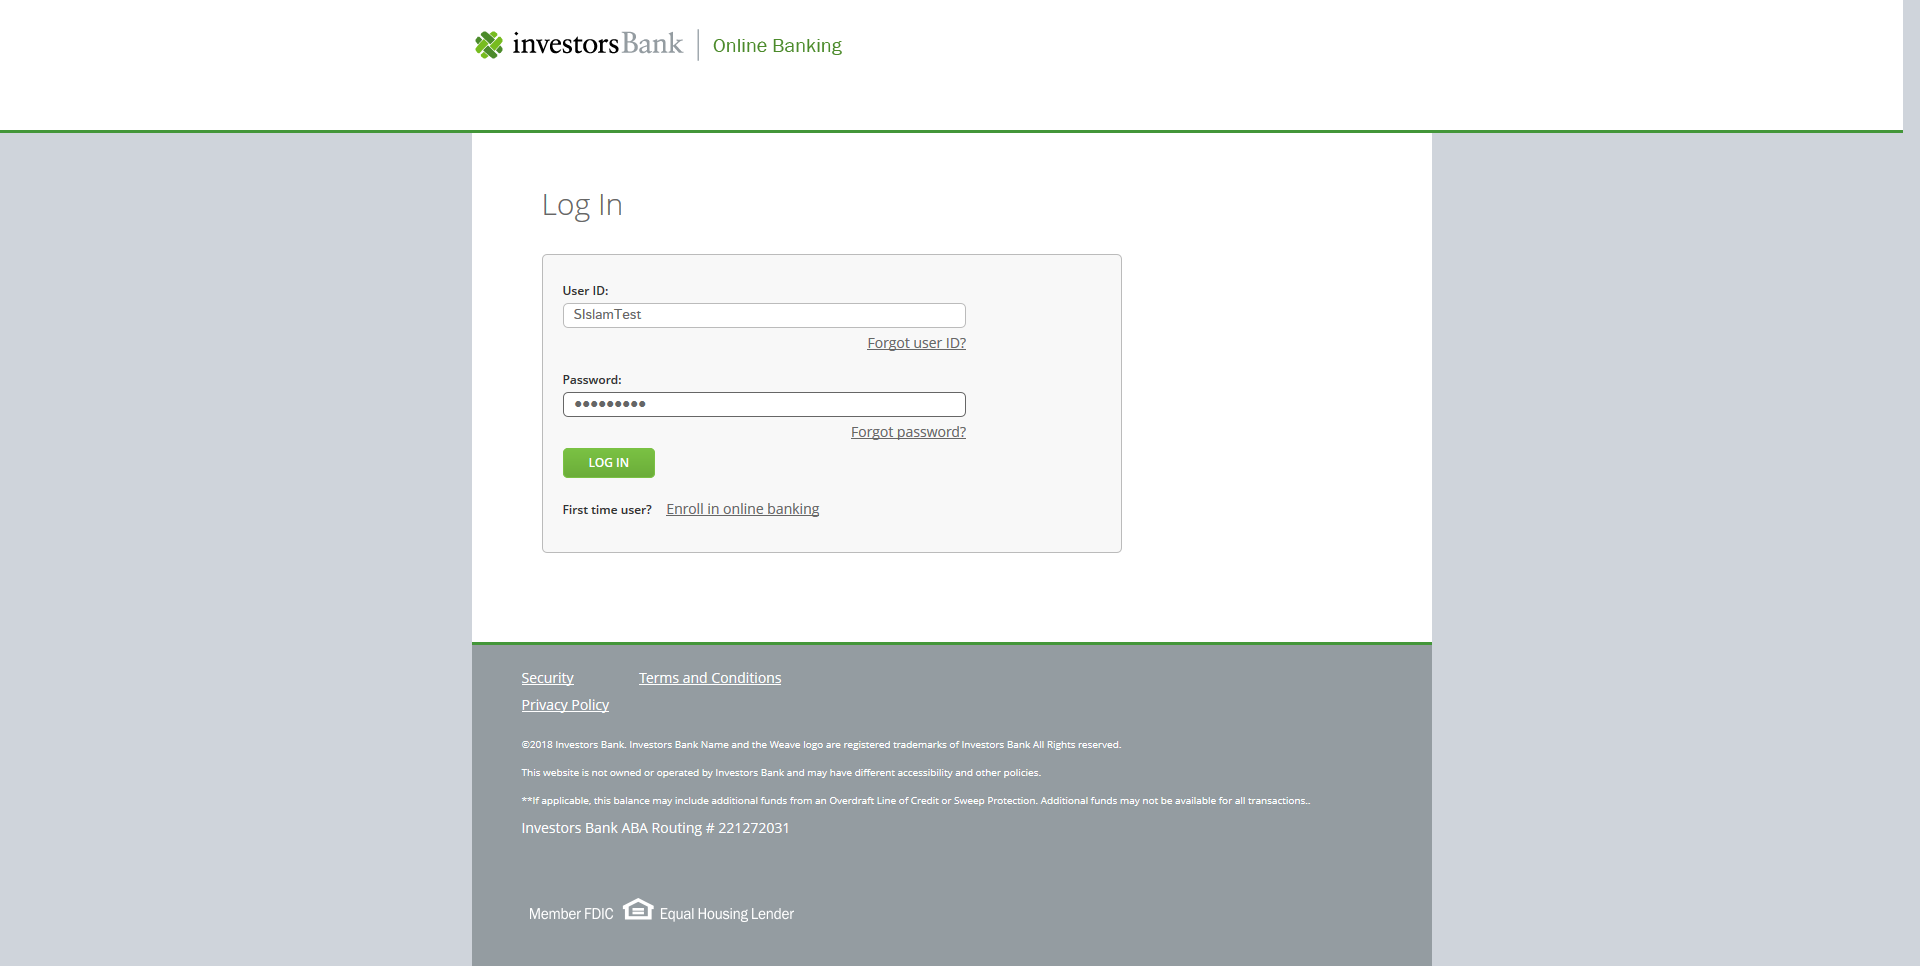 investorsBank Online Banking
Log In
User ID:
SIslamTest
Forgot user ID?
Password:
•••••••••
Forgot password?
LOG IN
First time user? Enroll in online banking
Security Terms and Conditions
Privacy Policy
©2018 Investors Bank. Investors Bank Name and the Weave logo are registered trademarks of Investors Bank All Rights reserved.
This website is not owned or operated by Investors Bank and may have different accessibility and other policies.
**If applicable, this balance may include additional funds from an Overdraft Line of Credit or Sweep Protection. Additional funds may not be available for all transactions..
Investors Bank ABA Routing # 221272031
Member FDIC Equal Housing Lender